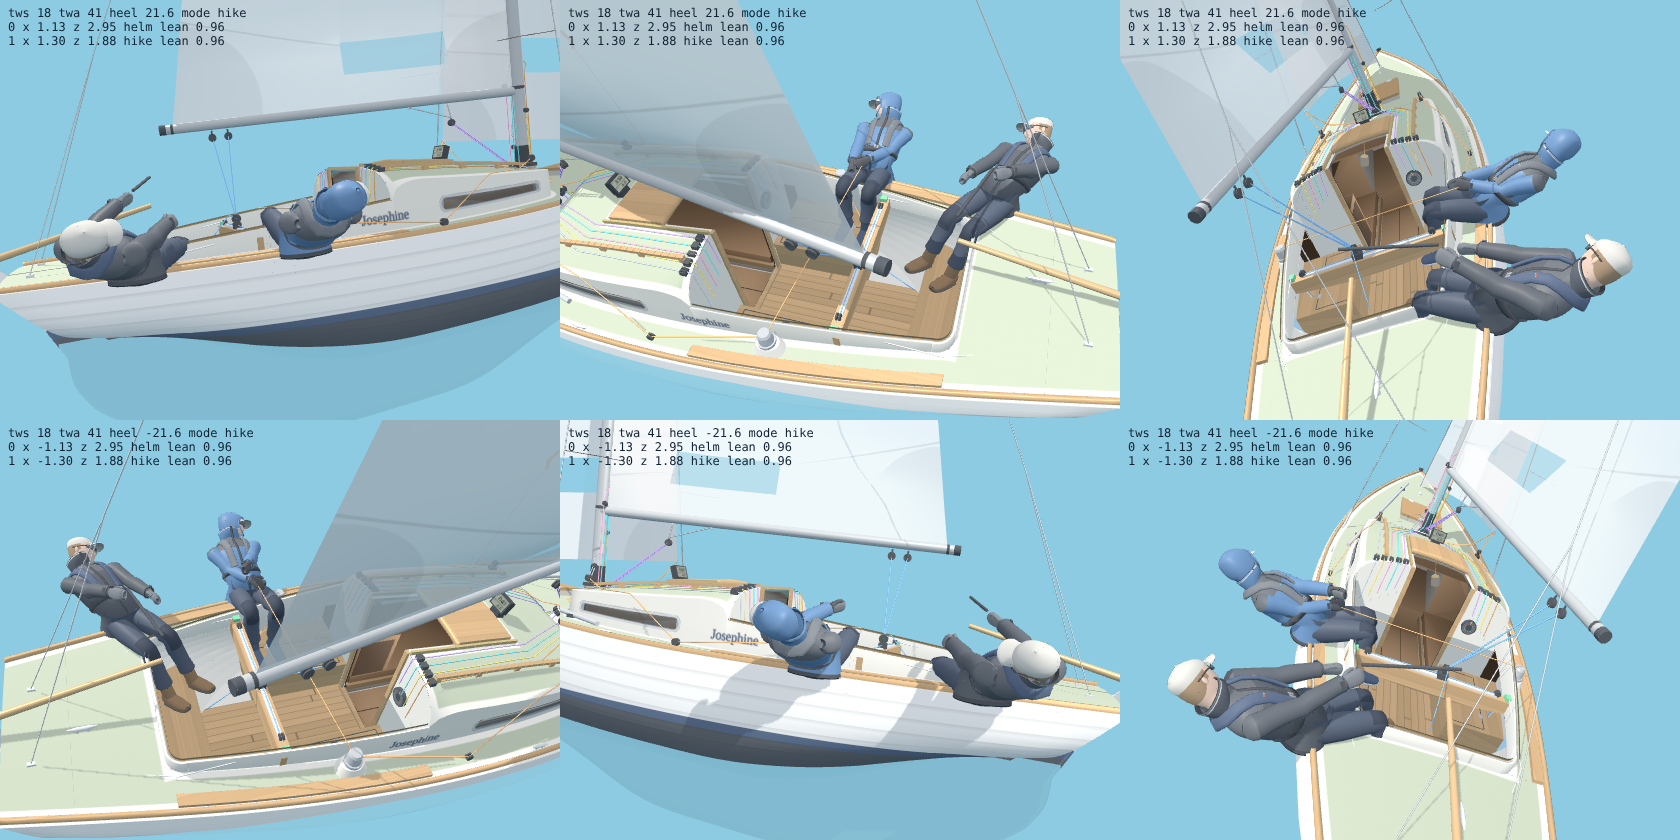 tws 18 twa 41 heel 21.6 mode hike
0 x 1.13 z 2.95 helm lean 0.96
1 x 1.30 z 1.88 hike lean 0.96
Josephine
tws 18 twa 41 heel 21.6 mode hike
0 x 1.13 z 2.95 helm lean 0.96
1 x 1.30 z 1.88 hike lean 0.96
Josephine
tws 18 twa 41 heel 21.6 mode hike
0 x 1.13 z 2.95 helm lean 0.96
1 x 1.30 z 1.88 hike lean 0.96
tws 18 twa 41 heel -21.6 mode hike
0 x -1.13 z 2.95 helm lean 0.96
1 x -1.30 z 1.88 hike lean 0.96
Josephine
tws 18 twa 41 heel -21.6 mode hike
0 x -1.13 z 2.95 helm lean 0.96
1 x -1.30 z 1.88 hike lean 0.96
Josephine
tws 18 twa 41 heel -21.6 mode hike
0 x -1.13 z 2.95 helm lean 0.96
1 x -1.30 z 1.88 hike lean 0.96